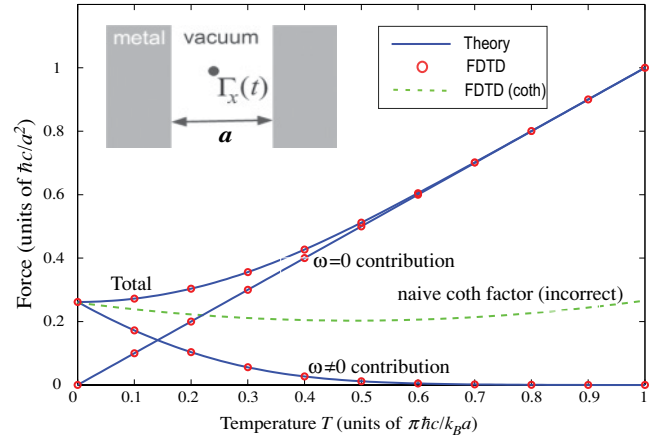 metal vacuum
Γx(t)
a
Theory
FDTD
FDTD (coth)
Total
ω=0 contribution
naive coth factor (incorrect)
ω≠0 contribution
1.2
1
0.8
0.6
0.4
0.2
0
0 0.1 0.2 0.3 0.4 0.5 0.6 0.7 0.8 0.9 1
Force (units of ℏc/a²)
Temperature T (units of πℏc/kBa)